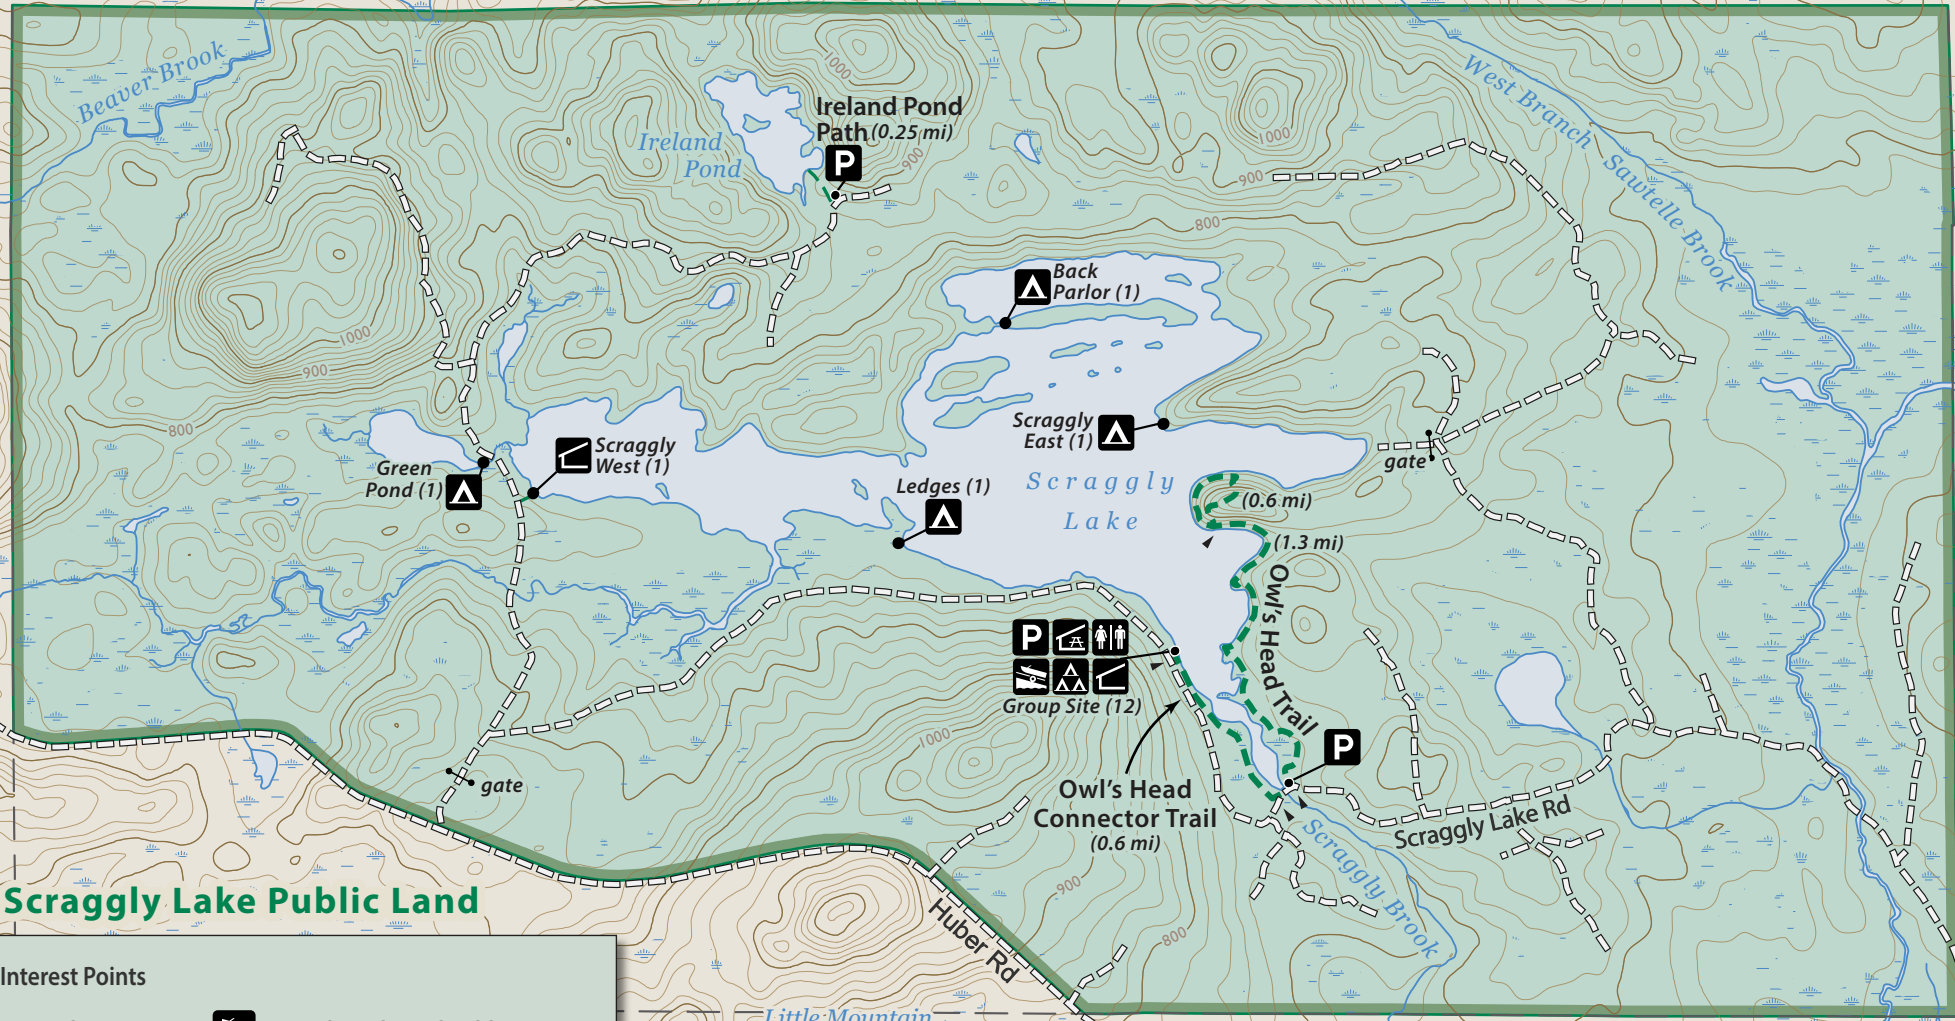 Beaver Brook
1000
Ireland Pond
Path (0.25 mi)
P
Ireland
Pond
900
1000
900
800
West Branch Sawtelle Brook
Back
Parlor (1)
1000
900
800
Scraggly
East (1)
Scraggly
West (1)
Green
Pond (1)
Ledges (1)
Scraggly
Lake
gate
(0.6 mi)
(1.3 mi)
Owl's Head Trail
P
Group Site (12)
1000
P
gate
Owl's Head
Connector Trail
(0.6 mi)
Scraggly Lake Rd
Scraggly Brook
900
800
Huber Rd
Scraggly Lake Public Land
Interest Points
Little Mountain